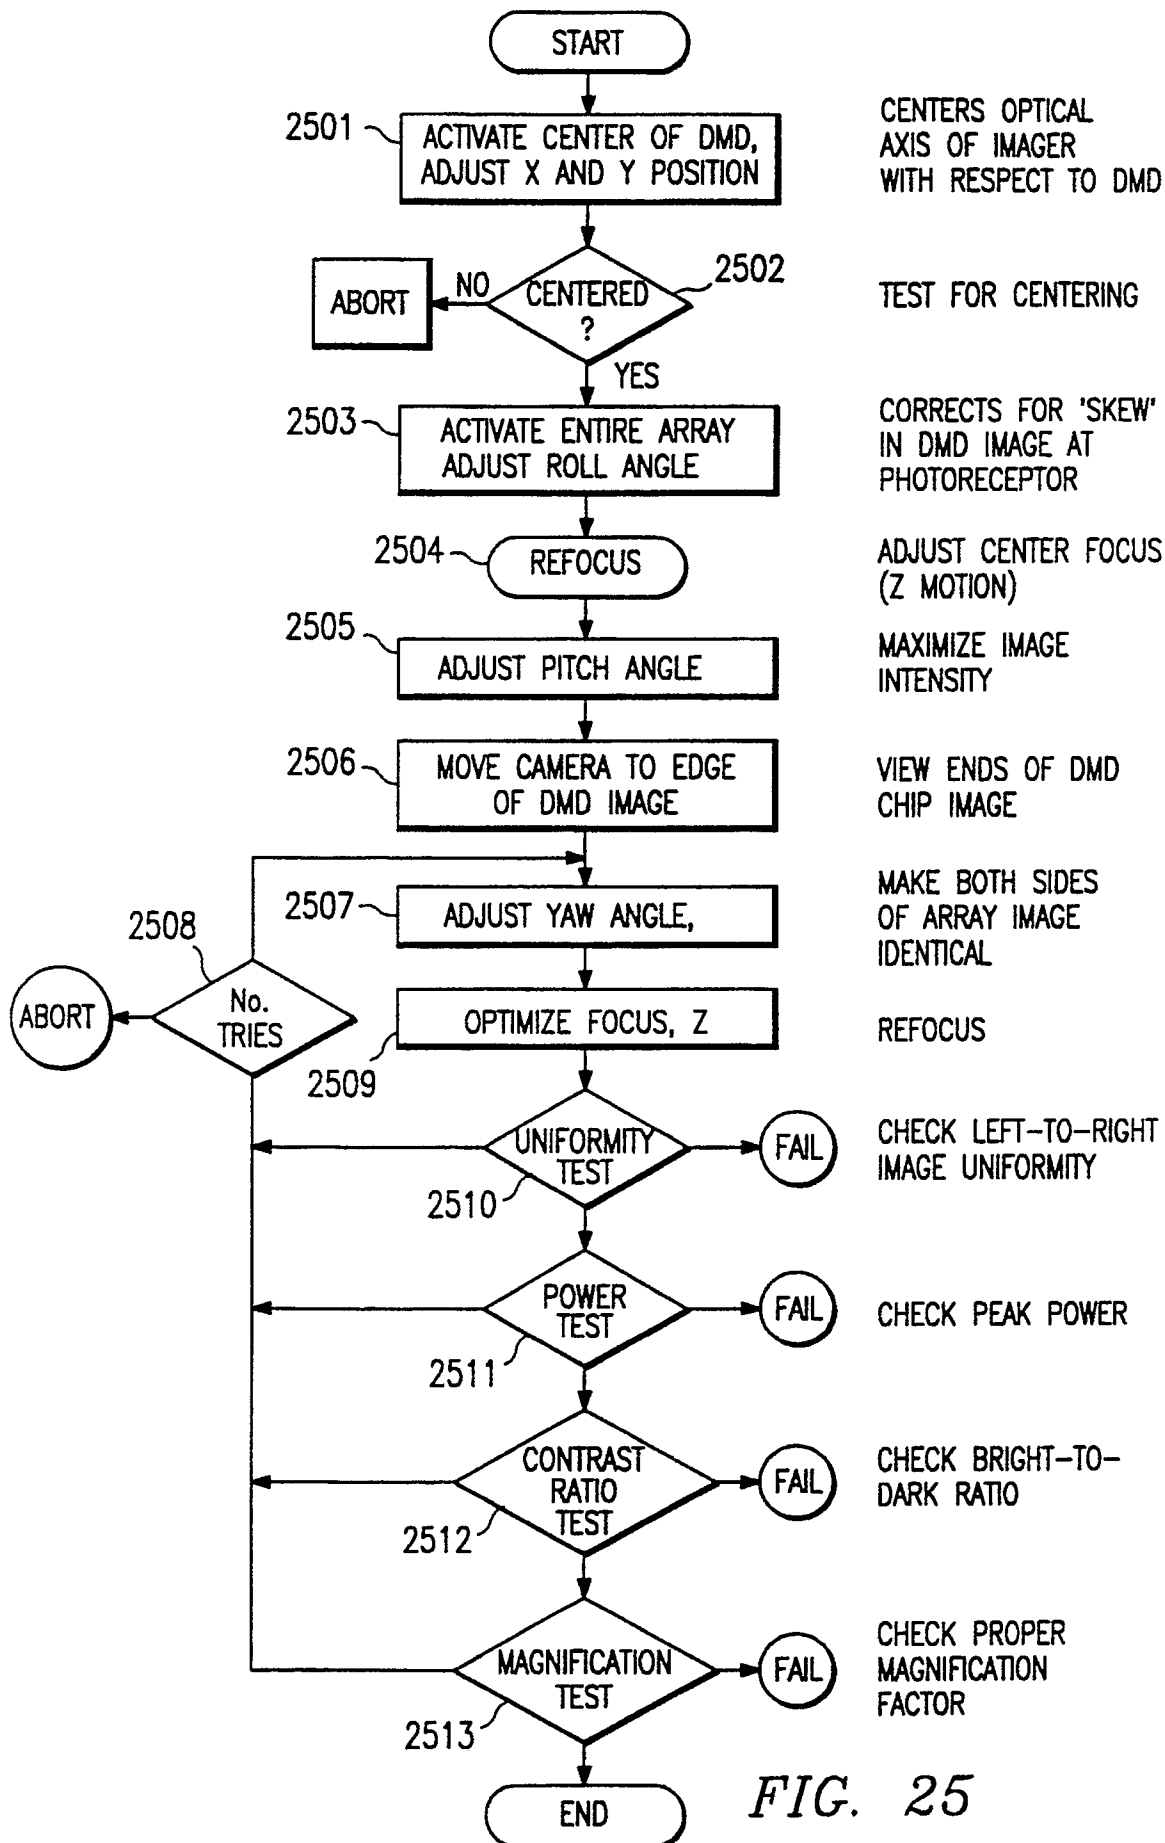 START
2501
ACTIVATE CENTER OF DMD,
ADJUST X AND Y POSITION
CENTERS OPTICAL
AXIS OF IMAGER
WITH RESPECT TO DMD
2502
CENTERED
?
NO
ABORT
YES
TEST FOR CENTERING
2503
ACTIVATE ENTIRE ARRAY
ADJUST ROLL ANGLE
CORRECTS FOR 'SKEW'
IN DMD IMAGE AT
PHOTORECEPTOR
2504
REFOCUS
ADJUST CENTER FOCUS
(Z MOTION)
2505
ADJUST PITCH ANGLE
MAXIMIZE IMAGE
INTENSITY
2506
MOVE CAMERA TO EDGE
OF DMD IMAGE
VIEW ENDS OF DMD
CHIP IMAGE
2507
ADJUST YAW ANGLE,
MAKE BOTH SIDES
OF ARRAY IMAGE
IDENTICAL
2508
No.
TRIES
ABORT
OPTIMIZE FOCUS, Z
2509
REFOCUS
UNIFORMITY
TEST
2510
FAIL
CHECK LEFT-TO-RIGHT
IMAGE UNIFORMITY
POWER
TEST
2511
FAIL
CHECK PEAK POWER
CONTRAST
RATIO
TEST
2512
FAIL
CHECK BRIGHT-TO-
DARK RATIO
MAGNIFICATION
TEST
2513
FAIL
CHECK PROPER
MAGNIFICATION
FACTOR
END
FIG. 25